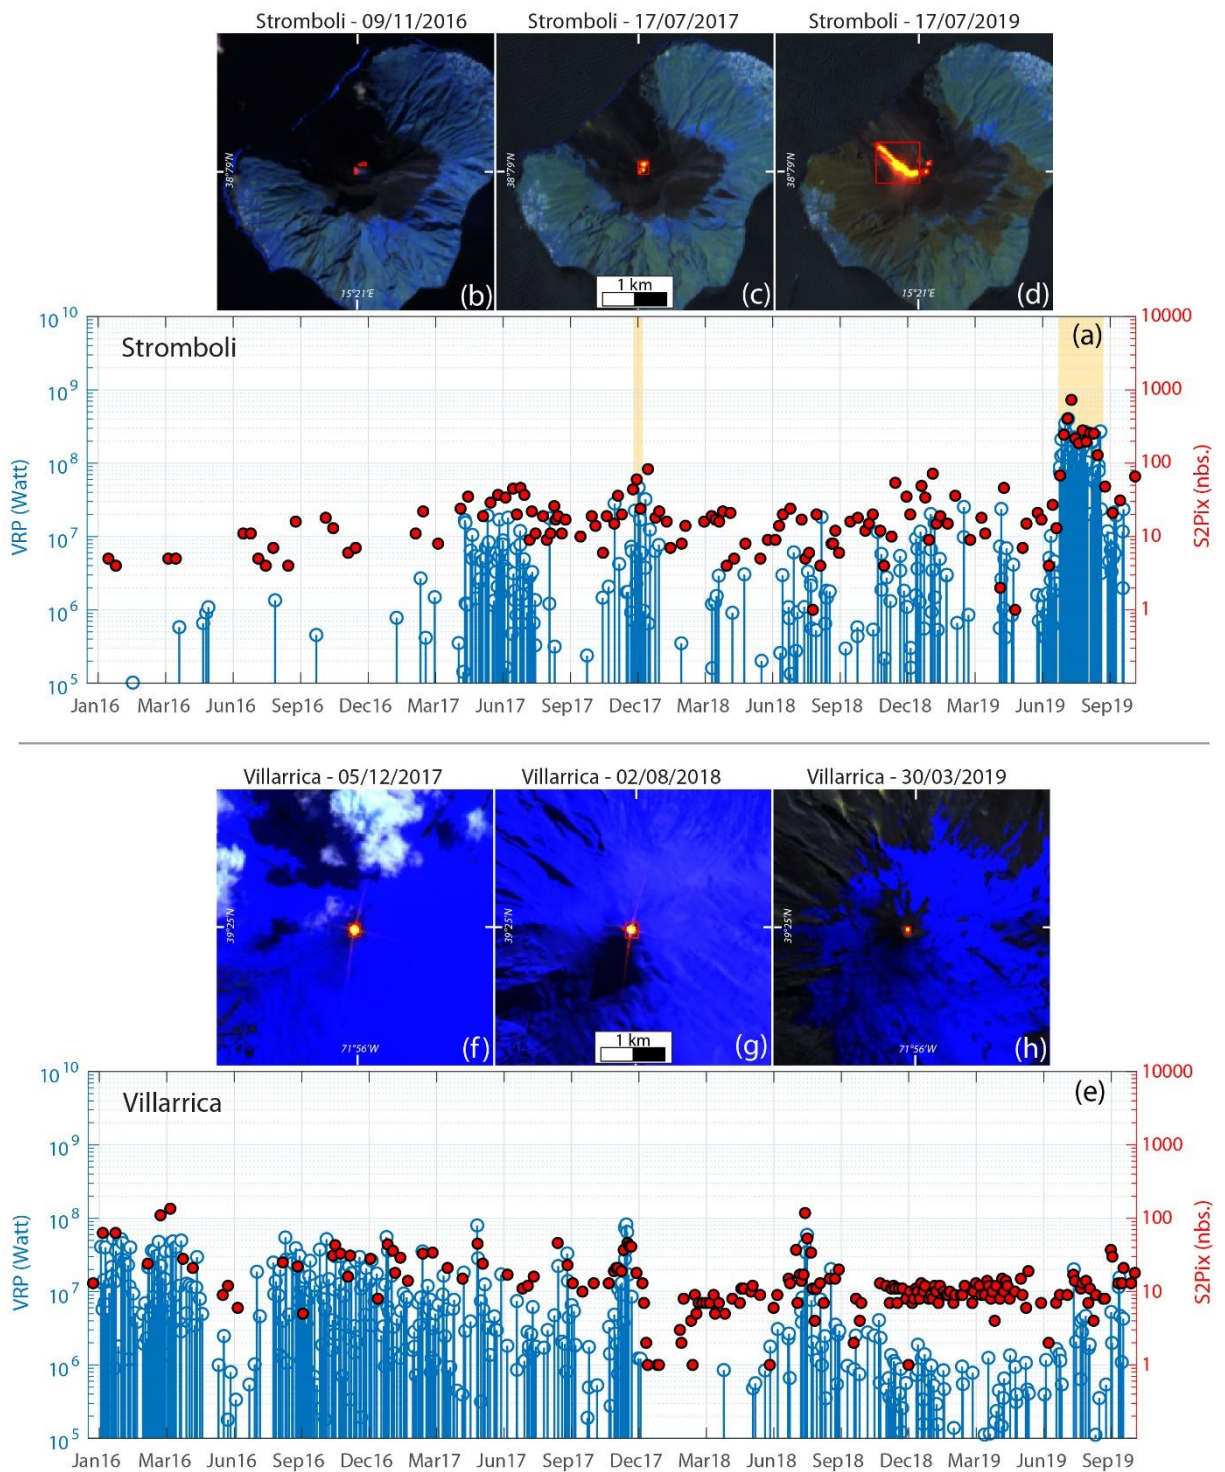 Stromboli - 09/11/2016 Stromboli - 17/07/2017 Stromboli - 17/07/2019
38°79'N 38°79'N 38°79'N
15°21'E 1 km 15°21'E
(b) (c) (d)
10^10 10000
Stromboli (a)
10^9 1000
10^8 100
10^7 10
10^6 1
10^5
VRP (Watt) S2Pix (nbs.)
Jan16 Mar16 Jun16 Sep16 Dec16 Mar17 Jun17 Sep17 Dec17 Mar18 Jun18 Sep18 Dec18 Mar19 Jun19 Sep19
Villarrica - 05/12/2017 Villarrica - 02/08/2018 Villarrica - 30/03/2019
39°25'N 39°25'N 39°25'N
71°56'W 1 km 71°56'W
(f) (g) (h)
10^10 10000
Villarrica (e)
10^9 1000
10^8 100
10^7 10
10^6 1
10^5
VRP (Watt) S2Pix (nbs.)
Jan16 Mar16 Jun16 Sep16 Dec16 Mar17 Jun17 Sep17 Dec17 Mar18 Jun18 Sep18 Dec18 Mar19 Jun19 Sep19